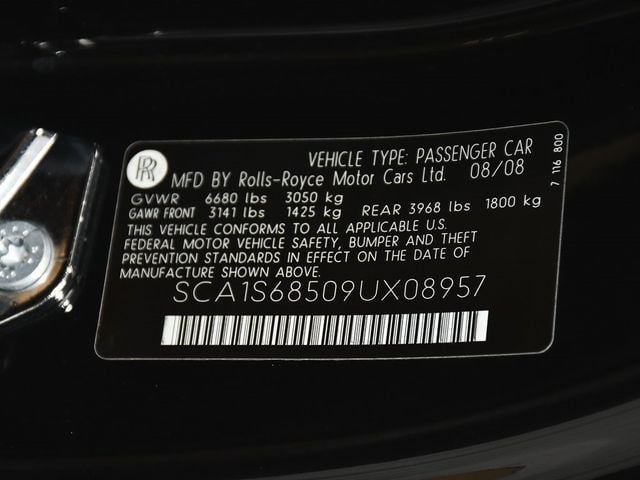 RR
VEHICLE TYPE: PASSENGER CAR
MFD BY Rolls-Royce Motor Cars Ltd. 08/08
GVWR 6680 lbs 3050 kg
GAWR FRONT 3141 lbs 1425 kg REAR 3968 lbs 1800 kg
THIS VEHICLE CONFORMS TO ALL APPLICABLE U.S.
FEDERAL MOTOR VEHICLE SAFETY, BUMPER AND THEFT
PREVENTION STANDARDS IN EFFECT ON THE DATE OF
MANUFACTURE SHOWN ABOVE.
SCA1S68509UX08957
7 116 800